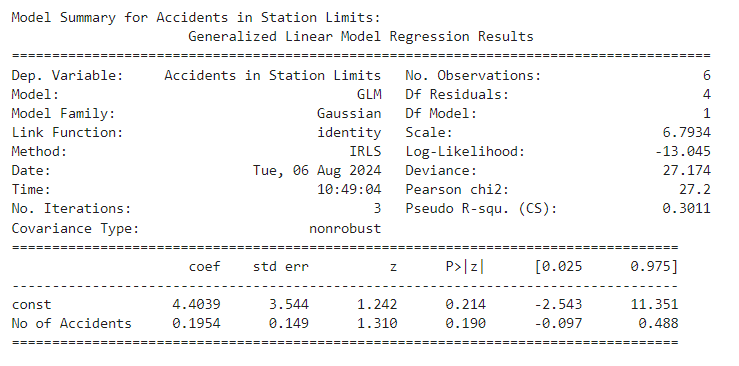 Model Summary for Accidents in Station Limits:
Generalized Linear Model Regression Results
==============================================================================
Dep. Variable: Accidents in Station Limits No. Observations: 6
Model: GLM Df Residuals: 4
Model Family: Gaussian Df Model: 1
Link Function: identity Scale: 6.7934
Method: IRLS Log-Likelihood: -13.045
Date: Tue, 06 Aug 2024 Deviance: 27.174
Time: 10:49:04 Pearson chi2: 27.2
No. Iterations: 3 Pseudo R-squ. (CS): 0.3011
Covariance Type: nonrobust
==============================================================================
coef std err z P>|z| [0.025 0.975]
------------------------------------------------------------------------------
const 4.4039 3.544 1.242 0.214 -2.543 11.351
No of Accidents 0.1954 0.149 1.310 0.190 -0.097 0.488
==============================================================================